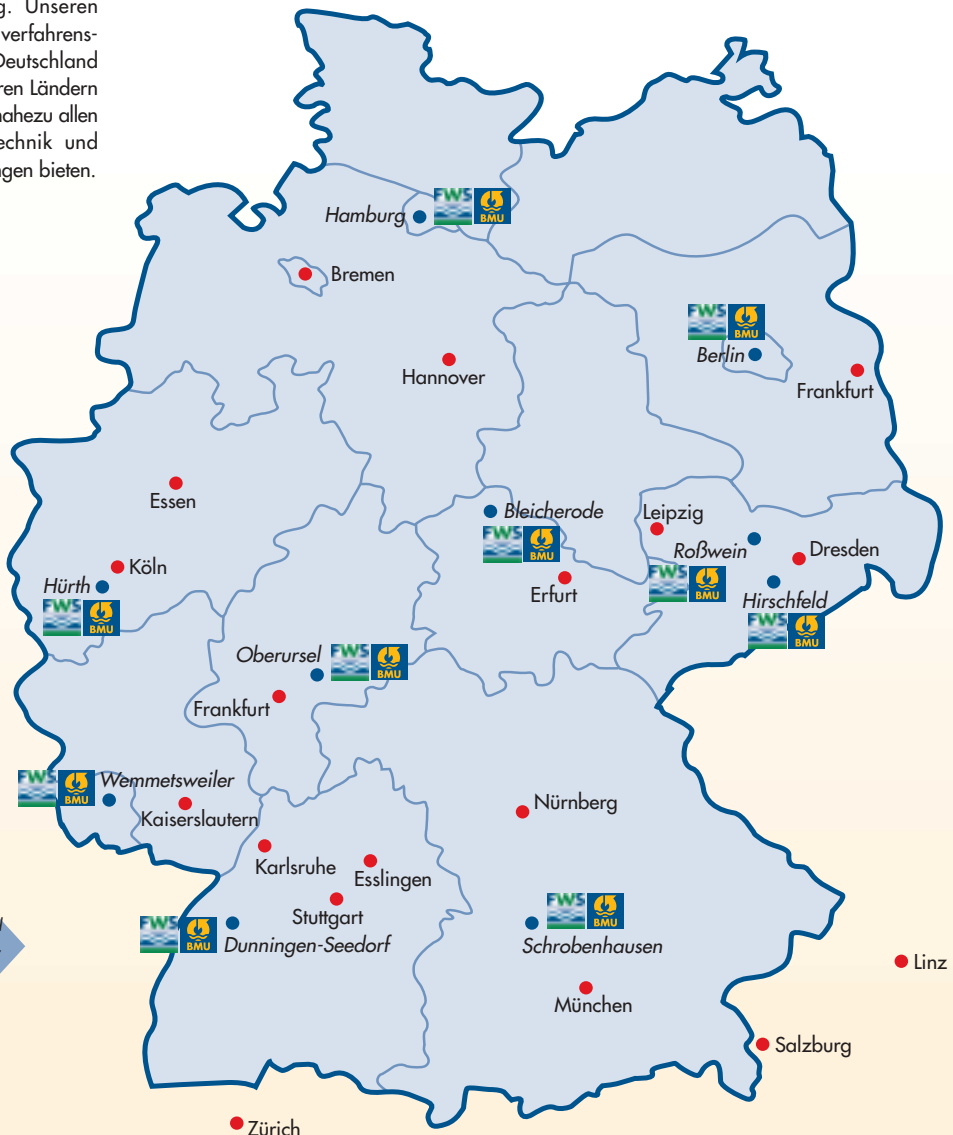 g. Unseren
verfahrens-
Deutschland
ren Ländern
nahezu allen
echnik und
ngen bieten.
Hamburg
FWS BMU
Bremen
FWS BMU
Berlin
Hannover
Frankfurt
Essen
Bleicherode
FWS BMU
Leipzig
Roßwein
FWS BMU
Dresden
Köln
Hürth
FWS BMU
Erfurt
Hirschfeld
FWS BMU
Oberursel
FWS BMU
Frankfurt
Wemmetsweiler
FWS BMU
Kaiserslautern
Nürnberg
Karlsruhe
Esslingen
Stuttgart
FWS BMU
Dunningen-Seedorf
FWS BMU
Schrobenhausen
Linz
München
Salzburg
Zürich